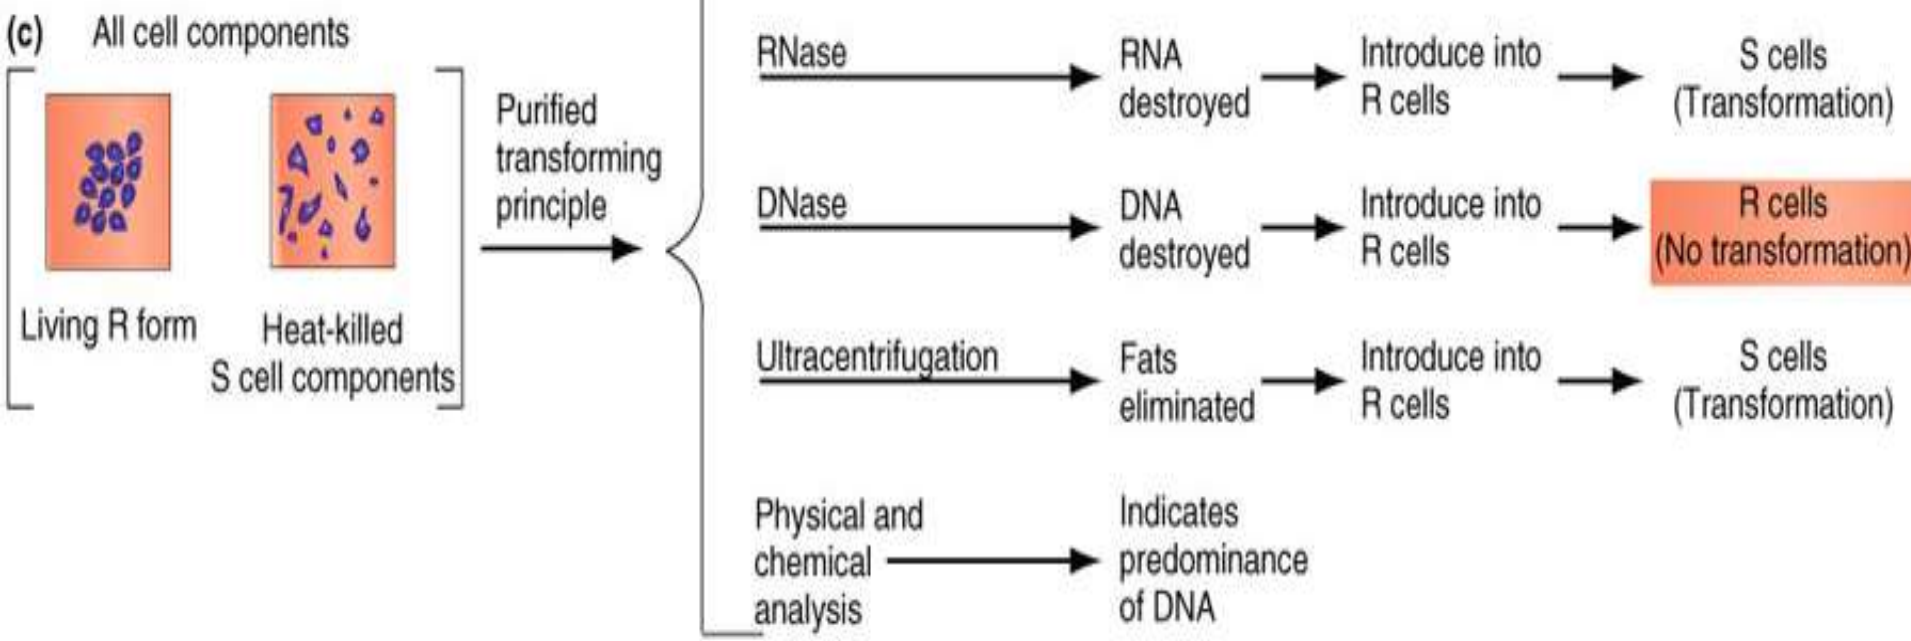 (c) All cell components
Living R form
Heat-killed
S cell components
Purified
transforming
principle
RNase
RNA
destroyed
Introduce into
R cells
S cells
(Transformation)
DNase
DNA
destroyed
Introduce into
R cells
R cells
(No transformation)
Ultracentrifugation
Fats
eliminated
Introduce into
R cells
S cells
(Transformation)
Physical and
chemical
analysis
Indicates
predominance
of DNA